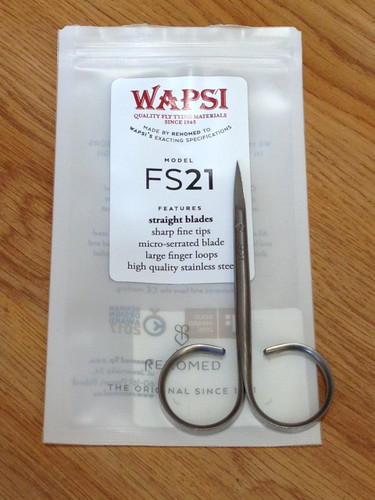 WAPSI
QUALITY FLY TYING MATERIALS
SINCE 1945
MADE BY RENOMED TO
WAPSI'S EXACTING SPECIFICATIONS
MODEL
FS21
FEATURES
straight blades
sharp fine tips
micro-serrated blade
large finger loops
high quality stainless steel
2017
RENOMED
THE ORIGINAL SINCE